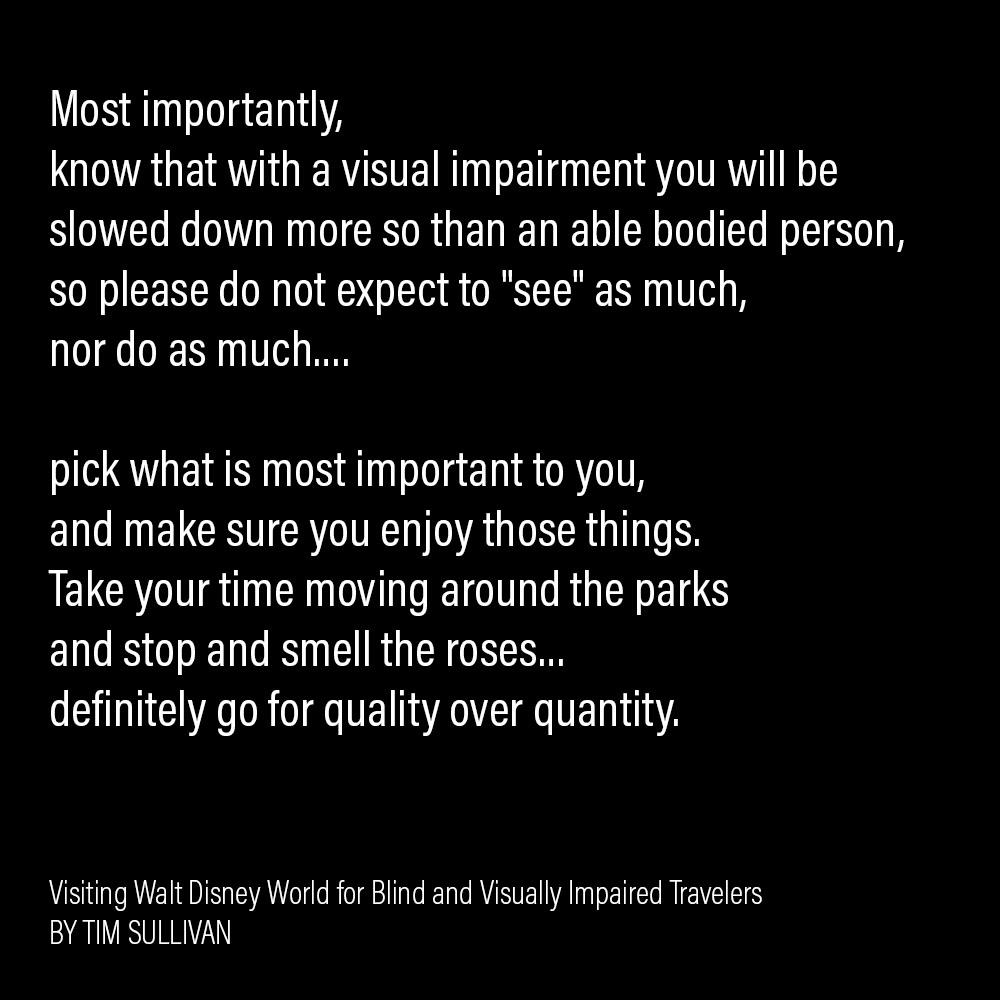 Most importantly,
know that with a visual impairment you will be
slowed down more so than an able bodied person,
so please do not expect to "see" as much,
nor do as much....
pick what is most important to you,
and make sure you enjoy those things.
Take your time moving around the parks
and stop and smell the roses...
definitely go for quality over quantity.
Visiting Walt Disney World for Blind and Visually Impaired Travelers
BY TIM SULLIVAN